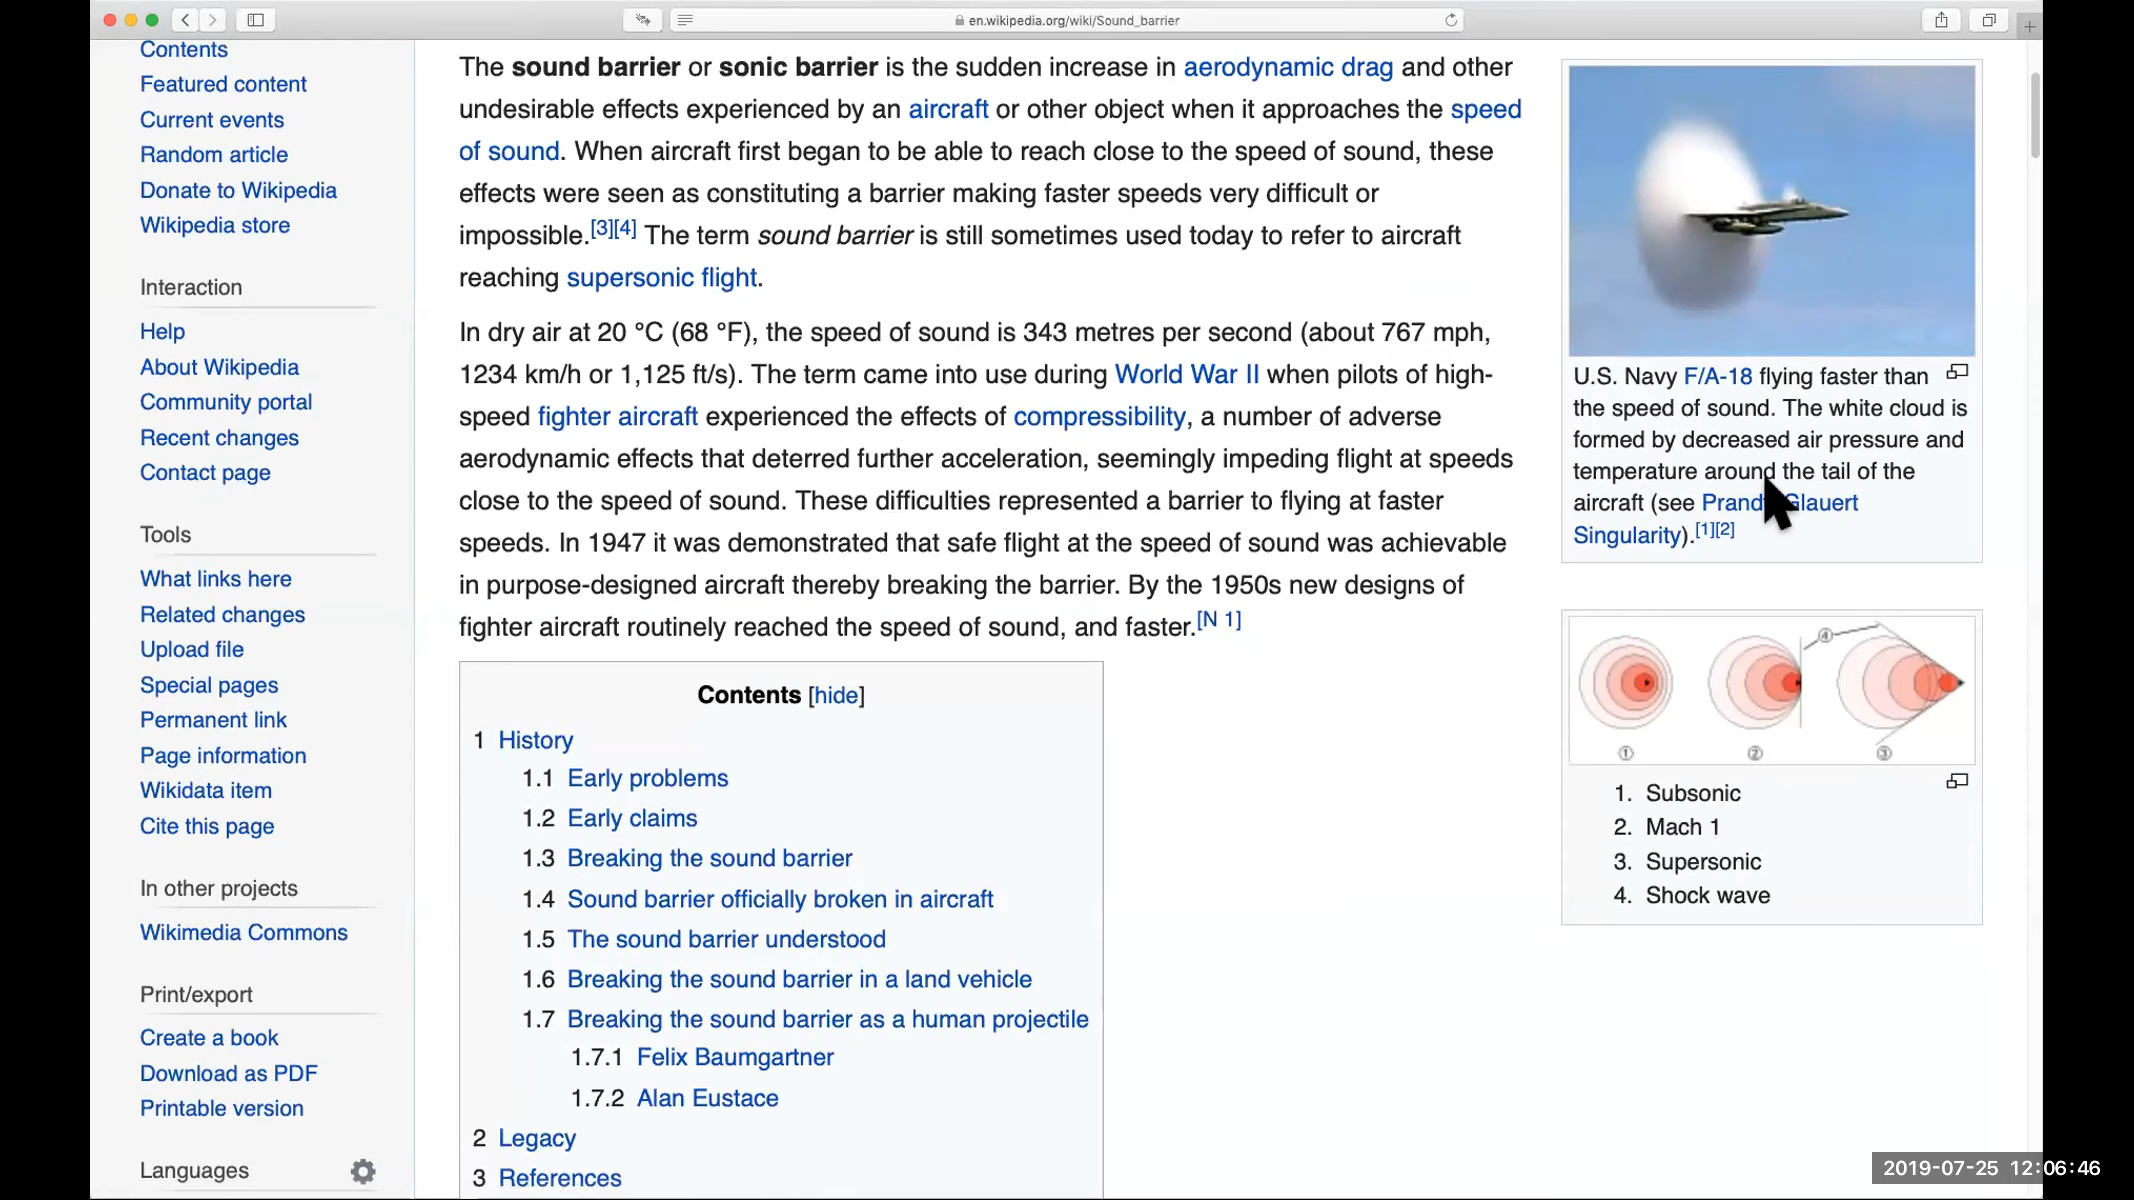 en.wikipedia.org/wiki/Sound_barrier
Contents
Featured content
Current events
Random article
Donate to Wikipedia
Wikipedia store
Interaction
Help
About Wikipedia
Community portal
Recent changes
Contact page
Tools
What links here
Related changes
Upload file
Special pages
Permanent link
Page information
Wikidata item
Cite this page
In other projects
Wikimedia Commons
Print/export
Create a book
Download as PDF
Printable version
Languages
The sound barrier or sonic barrier is the sudden increase in aerodynamic drag and other
undesirable effects experienced by an aircraft or other object when it approaches the speed
of sound. When aircraft first began to be able to reach close to the speed of sound, these
effects were seen as constituting a barrier making faster speeds very difficult or
impossible.[3][4] The term sound barrier is still sometimes used today to refer to aircraft
reaching supersonic flight.
In dry air at 20 °C (68 °F), the speed of sound is 343 metres per second (about 767 mph,
1234 km/h or 1,125 ft/s). The term came into use during World War II when pilots of high-
speed fighter aircraft experienced the effects of compressibility, a number of adverse
aerodynamic effects that deterred further acceleration, seemingly impeding flight at speeds
close to the speed of sound. These difficulties represented a barrier to flying at faster
speeds. In 1947 it was demonstrated that safe flight at the speed of sound was achievable
in purpose-designed aircraft thereby breaking the barrier. By the 1950s new designs of
fighter aircraft routinely reached the speed of sound, and faster.[N 1]
Contents [hide]
1 History
1.1 Early problems
1.2 Early claims
1.3 Breaking the sound barrier
1.4 Sound barrier officially broken in aircraft
1.5 The sound barrier understood
1.6 Breaking the sound barrier in a land vehicle
1.7 Breaking the sound barrier as a human projectile
1.7.1 Felix Baumgartner
1.7.2 Alan Eustace
2 Legacy
3 References
U.S. Navy F/A-18 flying faster than
the speed of sound. The white cloud is
formed by decreased air pressure and
temperature around the tail of the
aircraft (see Glauert
Singularity).[1][2]
④
① ② ③
1. Subsonic
2. Mach 1
3. Supersonic
4. Shock wave
2019-07-25 12:06:46